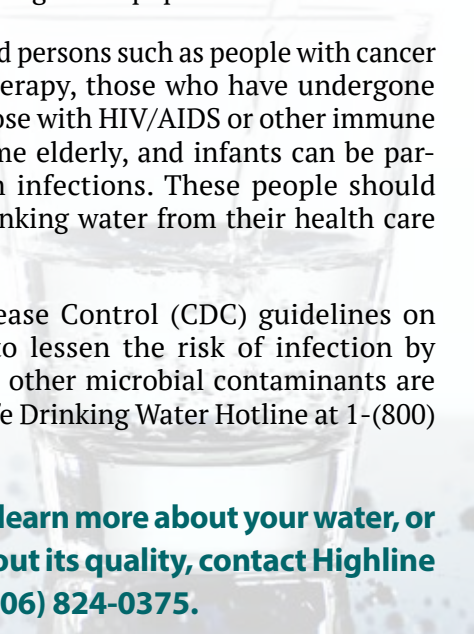 d persons such as people with cancer
erapy, those who have undergone
ose with HIV/AIDS or other immune
me elderly, and infants can be par-
n infections. These people should
nking water from their health care
ease Control (CDC) guidelines on
to lessen the risk of infection by
other microbial contaminants are
fe Drinking Water Hotline at 1-(800)
learn more about your water, or
out its quality, contact Highline
06) 824-0375.